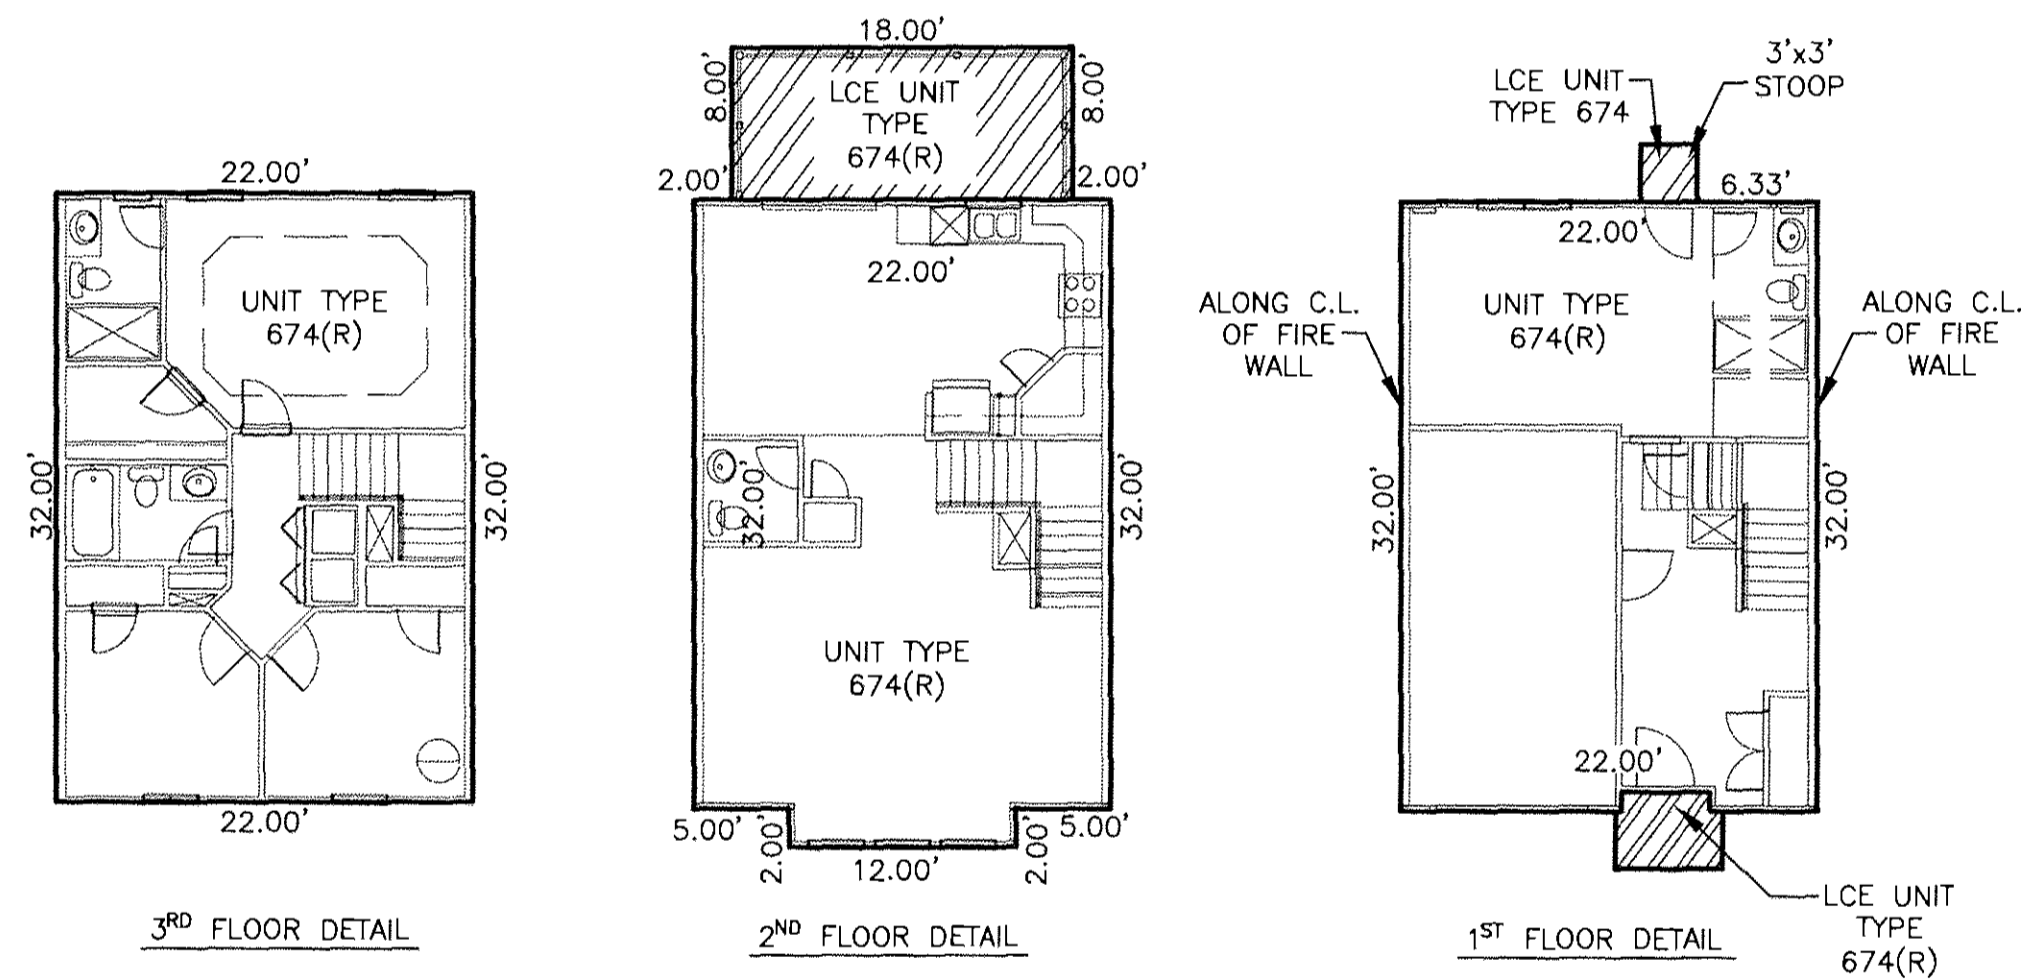 22.00'
UNIT TYPE
674(R)
32.00'
32.00'
22.00'
3RD FLOOR DETAIL
18.00'
8.00'
8.00'
LCE UNIT
TYPE
674(R)
2.00'
2.00'
22.00'
32.00'
32.00'
UNIT TYPE
674(R)
5.00'
5.00'
2.00'
2.00'
12.00'
2ND FLOOR DETAIL
3'x3'
STOOP
LCE UNIT
TYPE 674
6.33'
22.00'
ALONG C.L.
OF FIRE
WALL
UNIT TYPE
674(R)
ALONG C.L.
OF FIRE
WALL
32.00'
32.00'
22.00'
LCE UNIT
TYPE
674(R)
1ST FLOOR DETAIL